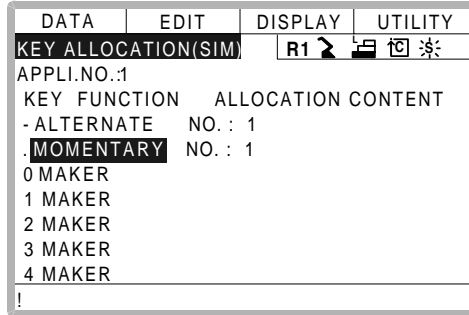 DATA EDIT DISPLAY UTILITY
KEY ALLOCATION(SIM) R1 C S
APPLI.NO.:1
KEY FUNCTION ALLOCATION CONTENT
- ALTERNATE NO. : 1
. MOMENTARY NO. : 1
0 MAKER
1 MAKER
2 MAKER
3 MAKER
4 MAKER
!